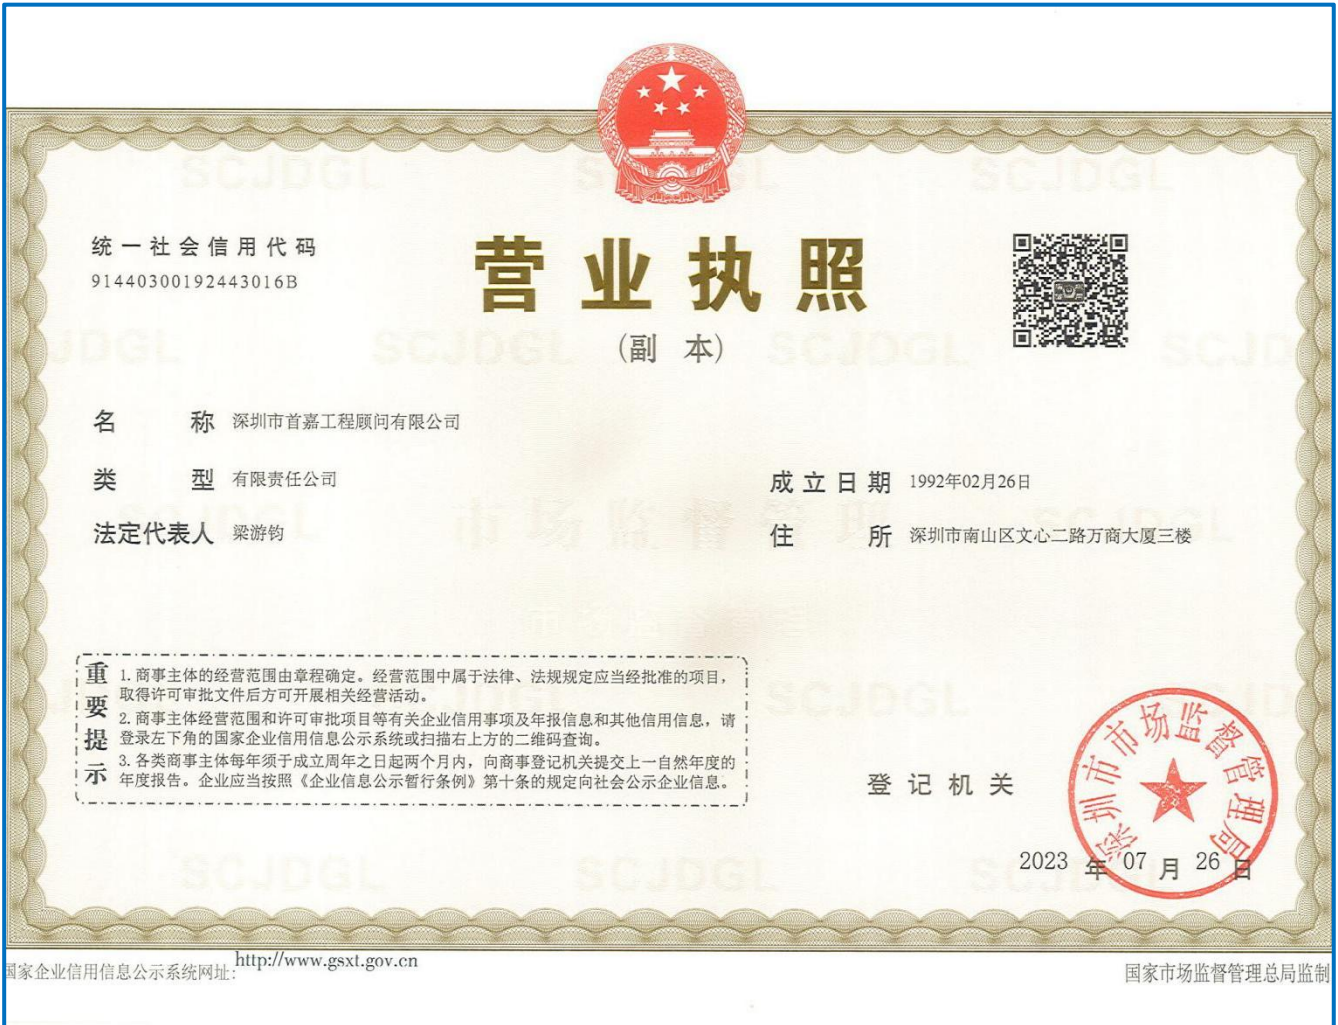 统一社会信用代码
91440300192443016B
营业执照
(副 本)
名 称 深圳市首嘉工程顾问有限公司
类 型 有限责任公司
法定代表人 梁游钧
成立日期 1992年02月26日
住 所 深圳市南山区文心二路万商大厦三楼
重要提示
1. 商事主体的经营范围由章程确定。经营范围中属于法律、法规规定应当经批准的项目，
取得许可审批文件后方可开展相关经营活动。
2. 商事主体经营范围和许可审批项目等有关企业信用事项及年报信息和其他信用信息，请
登录左下角的国家企业信用信息公示系统或扫描右上方的二维码查询。
3. 各类商事主体每年须于成立周年之日起两个月内，向商事登记机关提交上一自然年度的
年度报告。企业应当按照《企业信息公示暂行条例》第十条的规定向社会公示企业信息。
登记机关
深圳市市场监督管理局
2023 年 07 月 26 日
国家企业信用信息公示系统网址: http://www.gsxt.gov.cn
国家市场监督管理总局监制
SCJDGL
市场监督管理